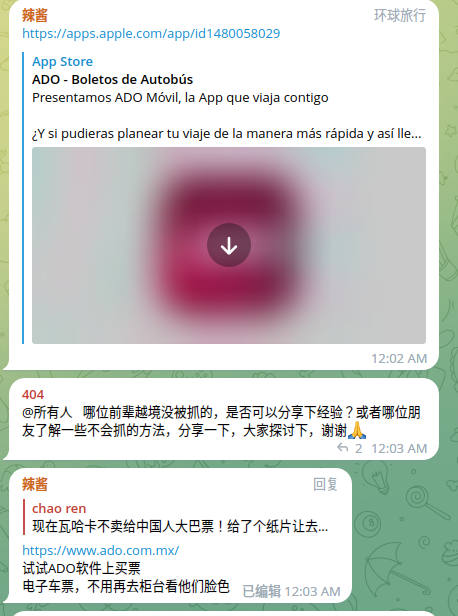 辣酱 环球旅行
https://apps.apple.com/app/id1480058029
App Store
ADO - Boletos de Autobús
Presentamos ADO Móvil, la App que viaja contigo
¿Y si pudieras planear tu viaje de la manera más rápida y así lle...
12:02 AM
404
@所有人 哪位前辈越境没被抓的，是否可以分享下经验？或者哪位朋
友了解一些不会抓的方法，分享一下，大家探讨下，谢谢🙏
2 12:03 AM
辣酱 回复
chao ren
现在瓦哈卡不卖给中国人大巴票！给了个纸片让去...
https://www.ado.com.mx/
试试ADO软件上买票
电子车票，不用再去柜台看他们脸色 已编辑 12:03 AM